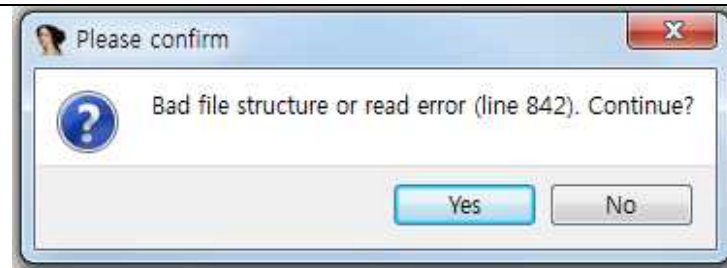 Please confirm
Bad file structure or read error (line 842). Continue?
Yes
No